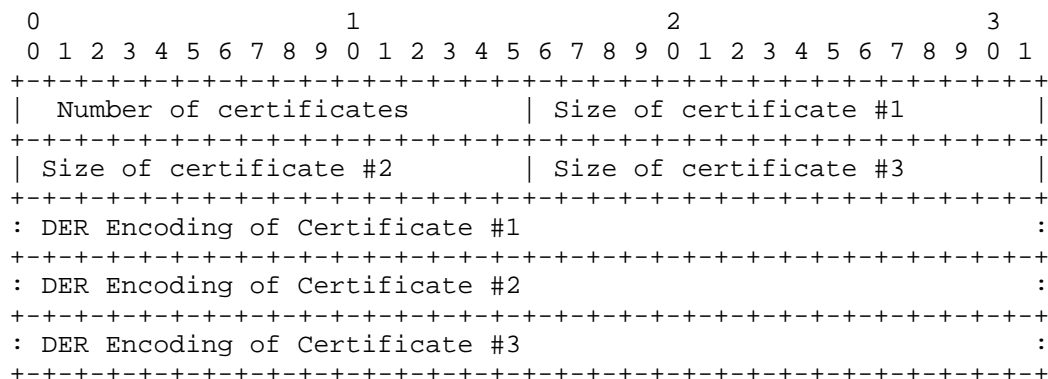 0                   1                   2                   3
 0 1 2 3 4 5 6 7 8 9 0 1 2 3 4 5 6 7 8 9 0 1 2 3 4 5 6 7 8 9 0 1
+-+-+-+-+-+-+-+-+-+-+-+-+-+-+-+-+-+-+-+-+-+-+-+-+-+-+-+-+-+-+-+-+
|  Number of certificates       | Size of certificate #1        |
+-+-+-+-+-+-+-+-+-+-+-+-+-+-+-+-+-+-+-+-+-+-+-+-+-+-+-+-+-+-+-+-+
| Size of certificate #2        | Size of certificate #3        |
+-+-+-+-+-+-+-+-+-+-+-+-+-+-+-+-+-+-+-+-+-+-+-+-+-+-+-+-+-+-+-+-+
: DER Encoding of Certificate #1                                :
+-+-+-+-+-+-+-+-+-+-+-+-+-+-+-+-+-+-+-+-+-+-+-+-+-+-+-+-+-+-+-+-+
: DER Encoding of Certificate #2                                :
+-+-+-+-+-+-+-+-+-+-+-+-+-+-+-+-+-+-+-+-+-+-+-+-+-+-+-+-+-+-+-+-+
: DER Encoding of Certificate #3                                :
+-+-+-+-+-+-+-+-+-+-+-+-+-+-+-+-+-+-+-+-+-+-+-+-+-+-+-+-+-+-+-+-+